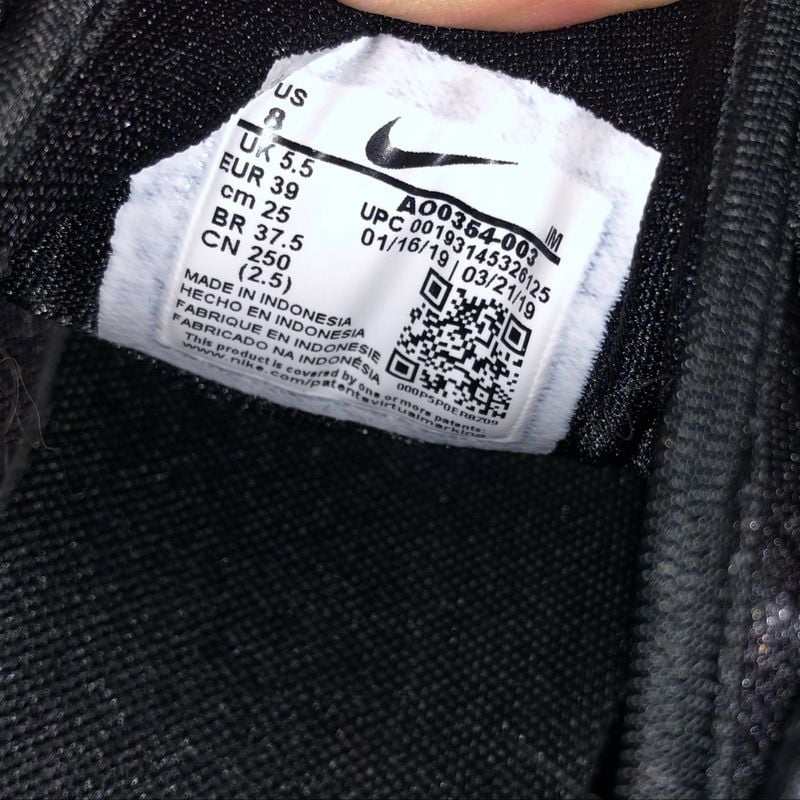 US
8
UK 5.5
EUR 39
cm 25
BR 37.5
CN 250
(2.5)
AO0354-003
IM
UPC 00193145326125
01/16/19 | 03/21/19
MADE IN INDONESIA
HECHO EN INDONESIA
FABRIQUE EN INDONESIE
FABRICADO NA INDONÉSIA
This product is covered by one or more patents:
www.nike.com/patentsvirtualmarking
000P5P0ER8Z09